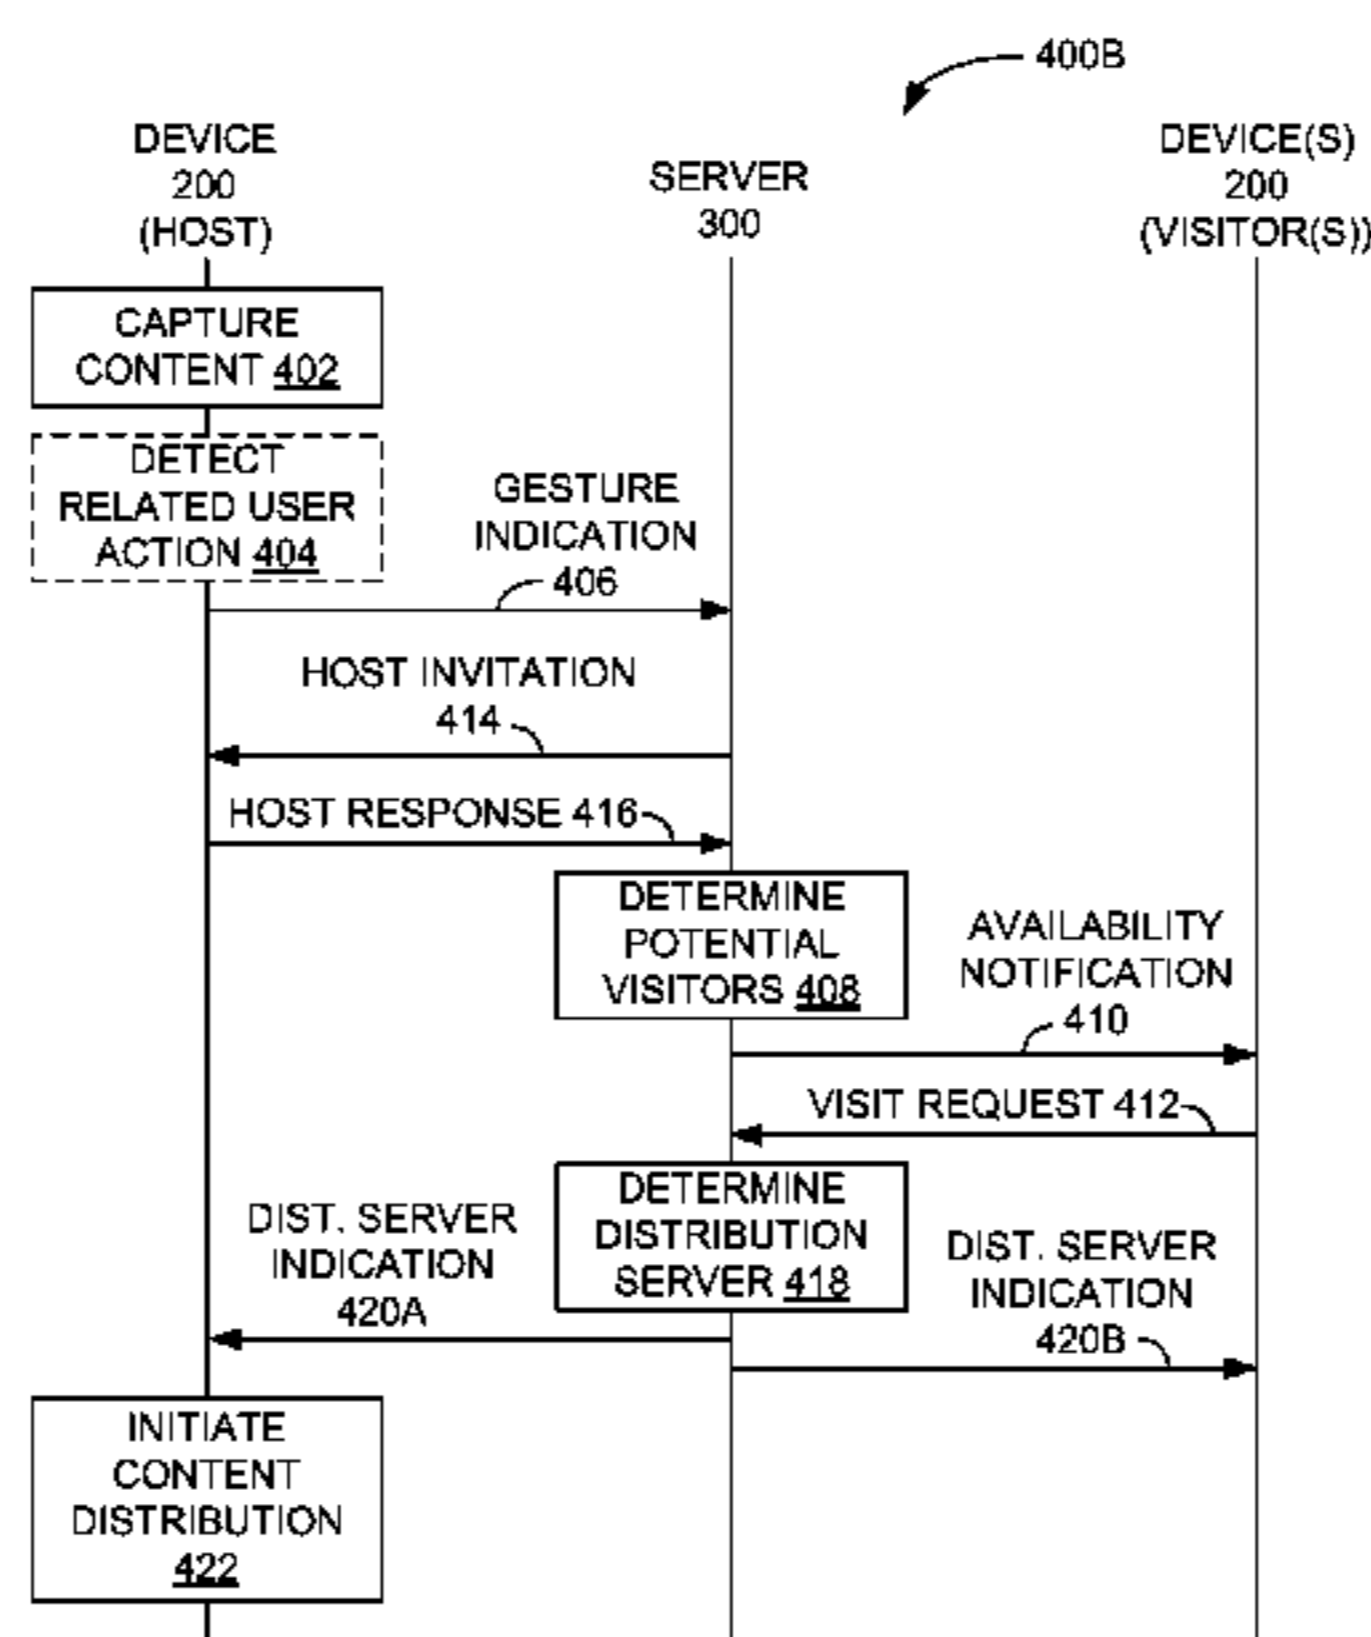 400B
DEVICE
200
(HOST)
SERVER
300
DEVICE(S)
200
(VISITOR(S))
CAPTURE
CONTENT 402
DETECT
RELATED USER
ACTION 404
GESTURE
INDICATION
406
HOST INVITATION
414
HOST RESPONSE 416
DETERMINE
POTENTIAL
VISITORS 408
AVAILABILITY
NOTIFICATION
410
VISIT REQUEST 412
DETERMINE
DISTRIBUTION
SERVER 418
DIST. SERVER
INDICATION
420A
DIST. SERVER
INDICATION
420B
INITIATE
CONTENT
DISTRIBUTION
422